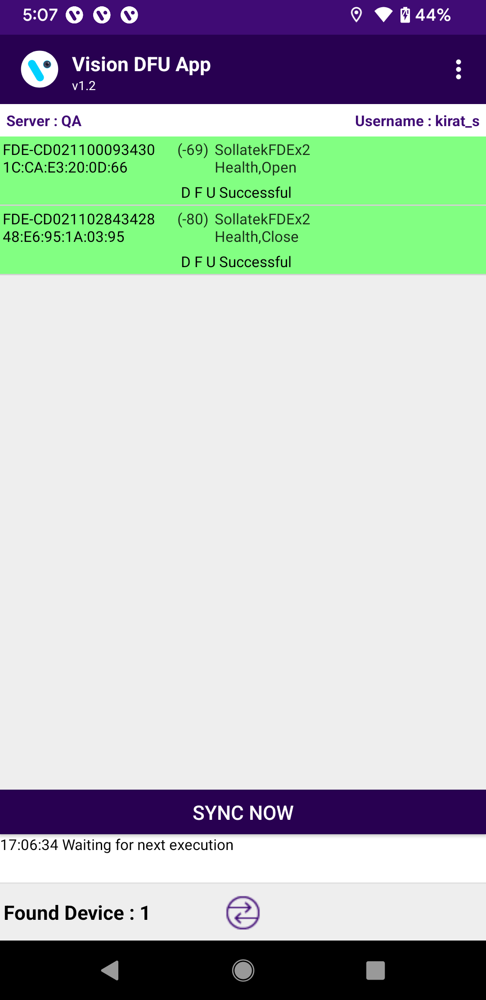 5:07 44%
Vision DFU App
v1.2
Server : QA Username : kirat_s
FDE-CD021100093430 (-69) SollatekFDEx2
1C:CA:E3:20:0D:66 Health,Open
D F U Successful
FDE-CD021102843428 (-80) SollatekFDEx2
48:E6:95:1A:03:95 Health,Close
D F U Successful
SYNC NOW
17:06:34 Waiting for next execution
Found Device : 1